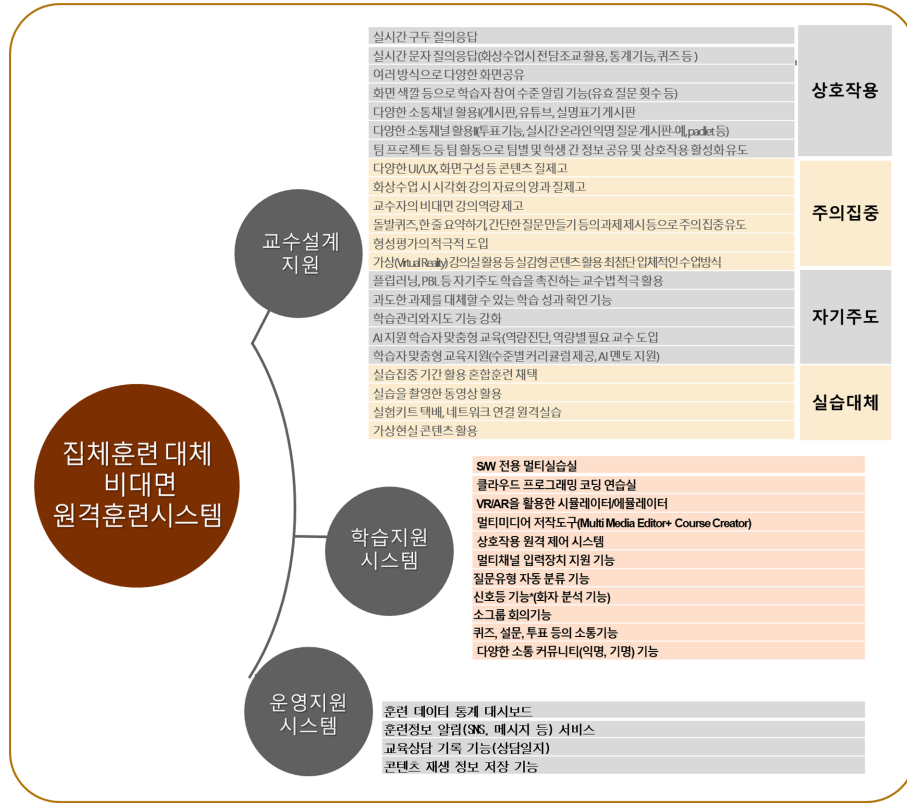 실시간 구두 질의응답
실시간 문자 질의응답(화상수업시 전담조교 활용, 통계기능, 퀴즈 등)
여러 방식으로 다양한 화면공유
화면 색깔 등으로 학습자 참여 수준 알림 기능(유효 질문 횟수 등)
다양한 소통채널 활용I(게시판, 유튜브, 실명표기 게시판
다양한 소통채널 활용II(투표 기능, 실시간 온라인 익명 질문 게시판-예,padlet 등)
팀 프로젝트 등 팀 활동으로 팀별 및 학생 간 정보 공유 및 상호작용 활성화 유도
상호작용
다양한 UI/UX, 화면구성 등 콘텐츠 질 제고
화상수업 시 시각화 강의 자료의 양과 질 제고
교수자의 비대면 강의역량 제고
돌발퀴즈, 한 줄 요약하기, 간단한 질문 만들기 등의 과제 제시 등으로 주의집중 유도
형성평가의 적극적 도입
가상(Virtual Reality) 강의실 활용 등 실감형 콘텐츠 활용 최첨단 입체적인 수업방식
주의집중
플립러닝, PBL 등 자기주도 학습을 촉진하는 교수법 적극 활용
과도한 과제를 대체할 수 있는 학습 성과 확인 기능
학습관리와 지도 기능 강화
AI 지원 학습자 맞춤형 교육(역량진단, 역량별 필요 교수 도입
학습자 맞춤형 교육지원(수준별 커리큘럼 제공, AI 멘토 지원)
자기주도
실습집중 기간 활용 혼합훈련 채택
실습을 촬영한 동영상 활용
실험키트 택배, 네트워크 연결 원격실습
가상현실 콘텐츠 활용
실습대체
교수설계
지원
집체훈련 대체
비대면
원격훈련시스템
S/W 전용 멀티실습실
클라우드 프로그래밍 코딩 연습실
VR/AR을 활용한 시뮬레이터/에뮬레이터
멀티미디어 저작도구(Multi Media Editor+ Course Creator)
상호작용 원격 제어 시스템
멀티채널 입력장치 지원 기능
질문유형 자동 분류 기능
신호등 기능*(화자 분석 기능)
소그룹 회의기능
퀴즈, 설문, 투표 등의 소통기능
다양한 소통 커뮤니티(익명, 기명) 기능
학습지원
시스템
운영지원
시스템
훈련 데이터 통계 대시보드
훈련정보 알림(SNS, 메시지 등) 서비스
교육상담 기록 기능(상담일지)
콘텐츠 재생 정보 저장 기능